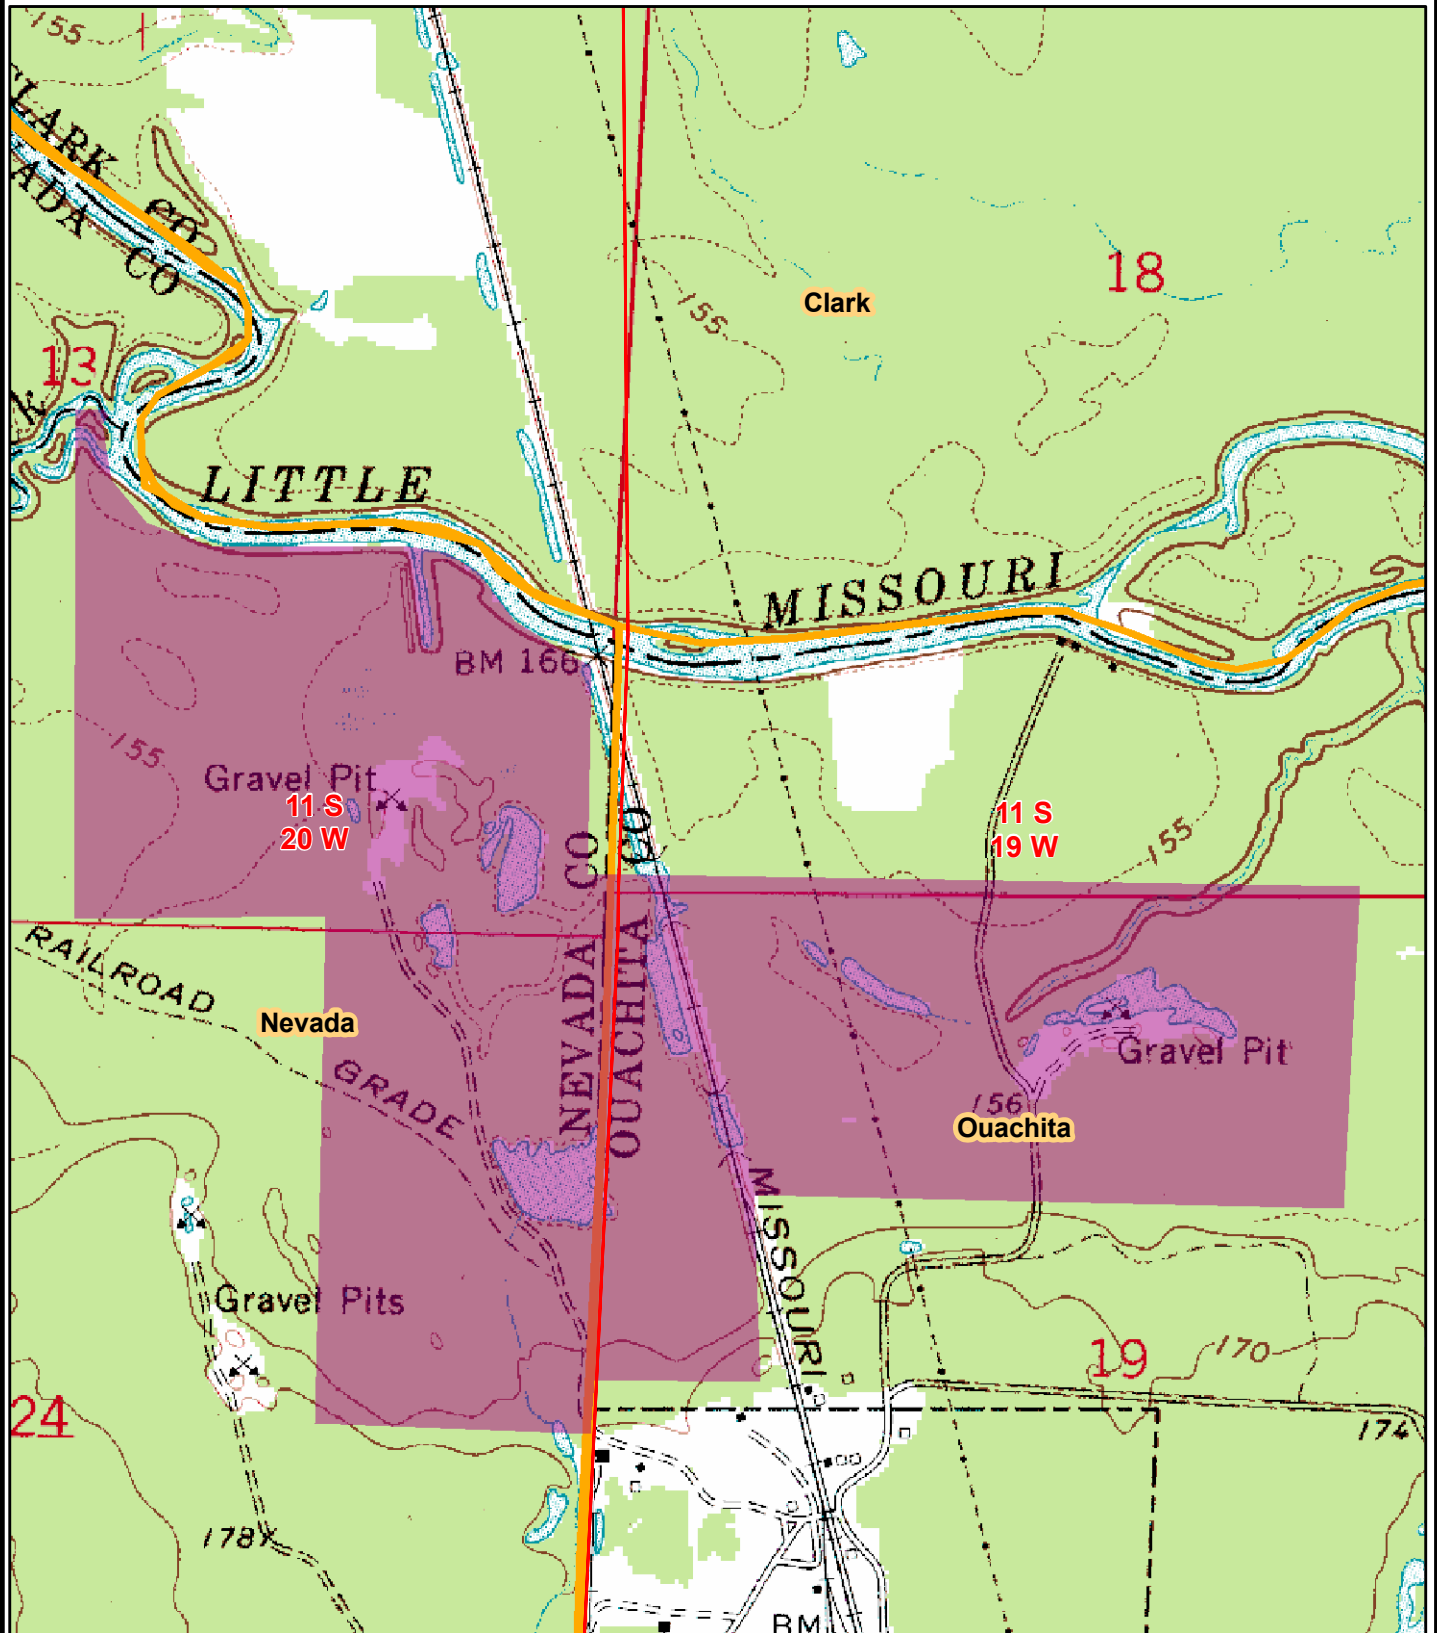 155
CLARK CO
ADA CO
18
Clark
155
13
LITTLE
MISSOURI
BM 166
155
Gravel Pit
11 S
20 W
11 S
19 W
155
NEVADA CO
OUACHITA CO
RAILROAD
GRADE
Nevada
Gravel Pit
156
Ouachita
MISSOURI
Gravel Pits
19
170
24
174
178
BM